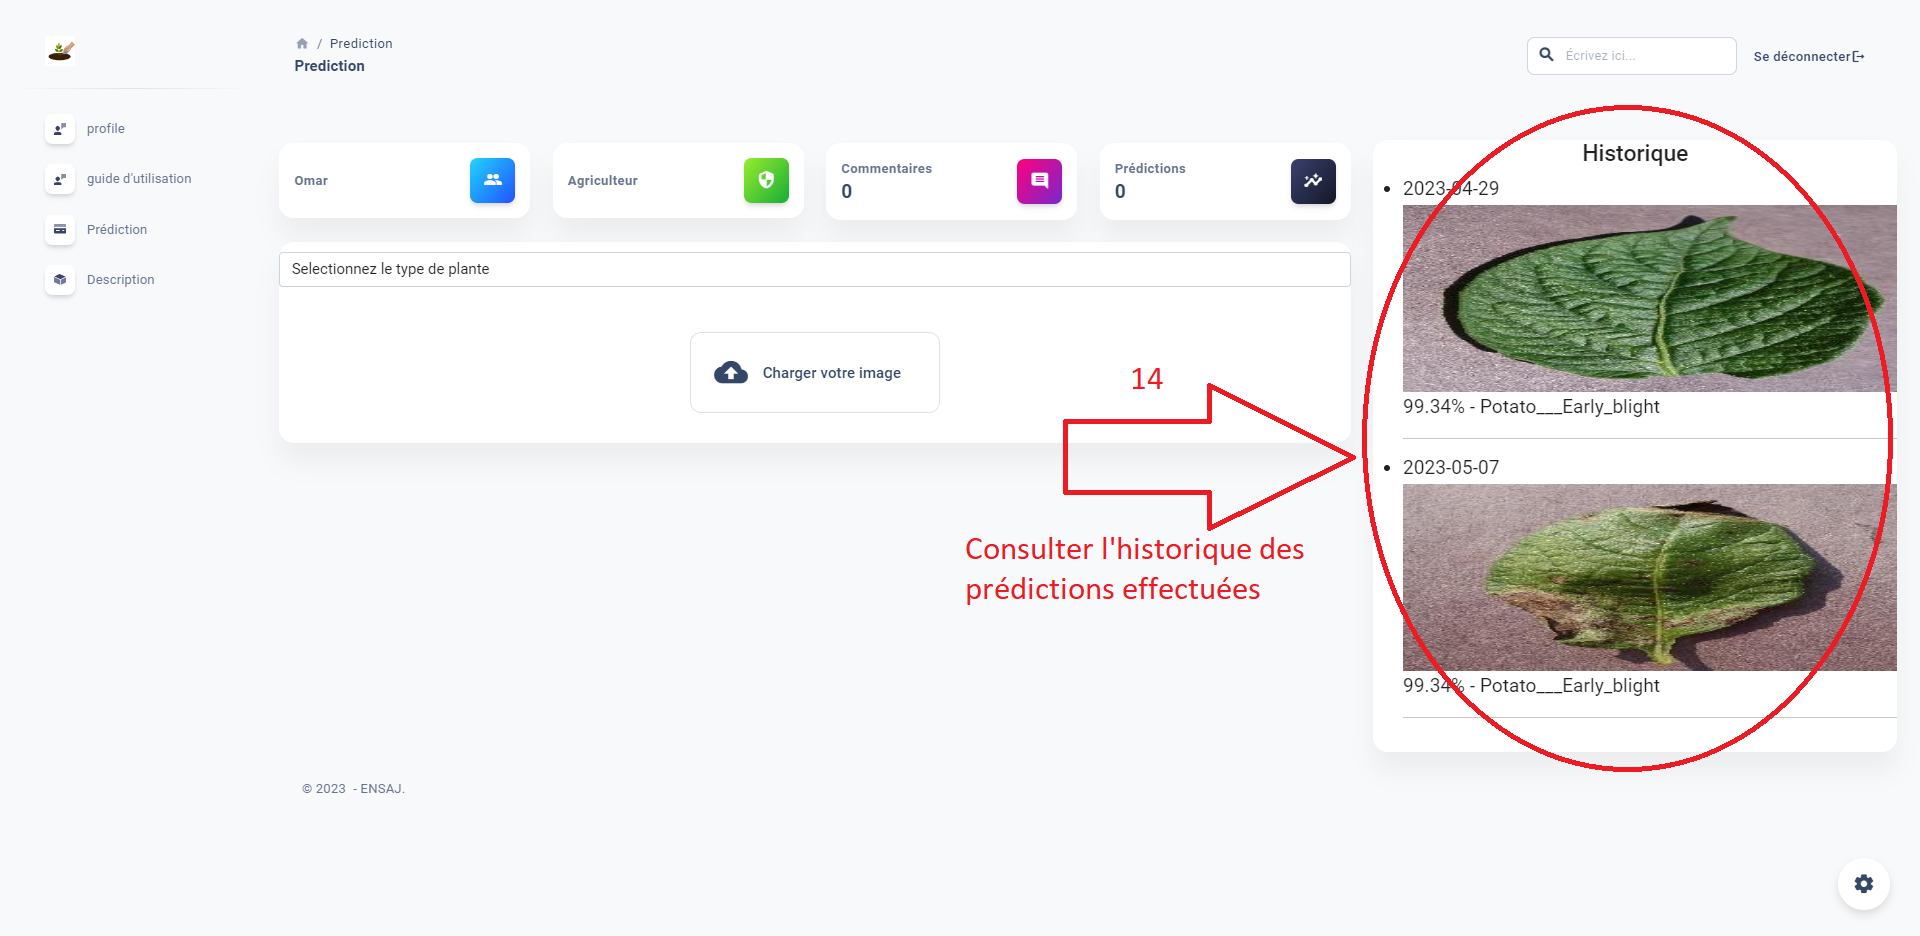 / Prediction
Prediction
Écrivez ici...
Se déconnecter
profile
guide d'utilisation
Prédiction
Description
Omar
Agriculteur
Commentaires
0
Prédictions
0
Selectionnez le type de plante
Charger votre image
14
Consulter l'historique des
prédictions effectuées
Historique
2023-04-29
99.34% - Potato___Early_blight
2023-05-07
99.34% - Potato___Early_blight
© 2023 - ENSAJ.